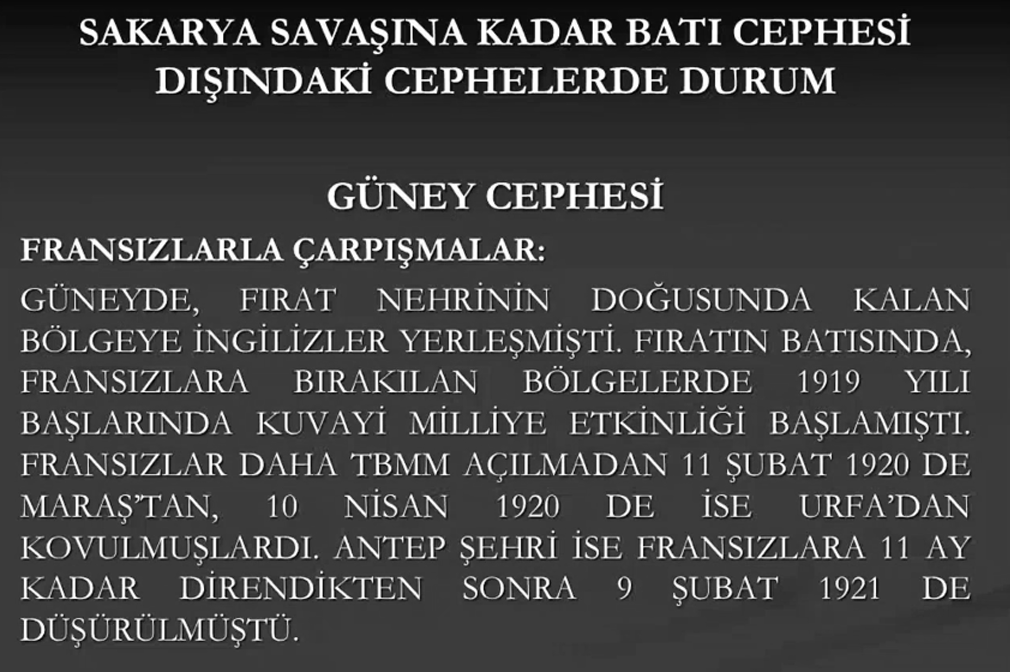 SAKARYA SAVAŞINA KADAR BATI CEPHESİ
DIŞINDAKİ CEPHELERDE DURUM
GÜNEY CEPHESİ
FRANSIZLARLA ÇARPIŞMALAR:
GÜNEYDE, FIRAT NEHRİNİN DOĞUSUNDA KALAN
BÖLGEYE İNGİLİZLER YERLEŞMİŞTİ. FIRATIN BATISINDA,
FRANSIZLARA BIRAKILAN BÖLGELERDE 1919 YILI
BAŞLARINDA KUVAYİ MİLLİYE ETKİNLİĞİ BAŞLAMIŞTI.
FRANSIZLAR DAHA TBMM AÇILMADAN 11 ŞUBAT 1920 DE
MARAŞ’TAN, 10 NİSAN 1920 DE İSE URFA’DAN
KOVULMUŞLARDI. ANTEP ŞEHRİ İSE FRANSIZLARA 11 AY
KADAR DİRENDİKTEN SONRA 9 ŞUBAT 1921 DE
DÜŞÜRÜLMÜŞTÜ.